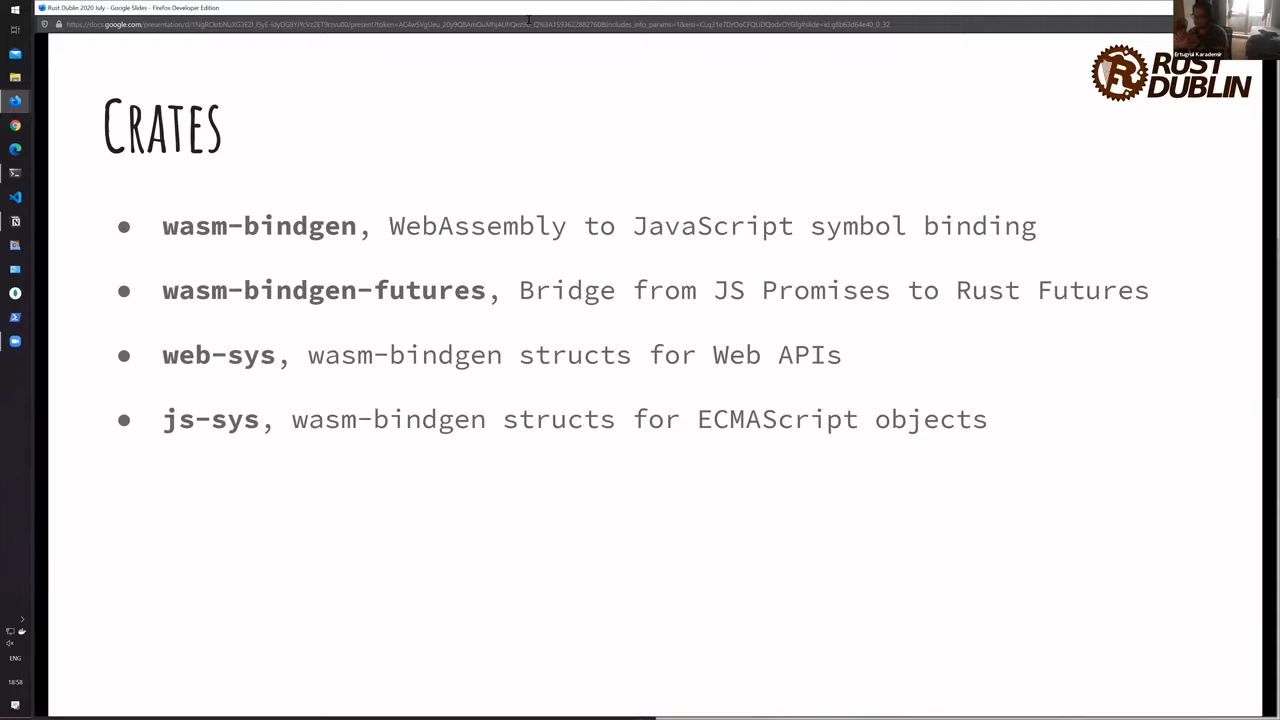 Rust Dublin 2020 July - Google Slides - Firefox Developer Edition
Ertugrul Karademir
RUST
DUBLIN
CRATES
● wasm-bindgen, WebAssembly to JavaScript symbol binding
● wasm-bindgen-futures, Bridge from JS Promises to Rust Futures
● web-sys, wasm-bindgen structs for Web APIs
● js-sys, wasm-bindgen structs for ECMAScript objects
ENG
18:58